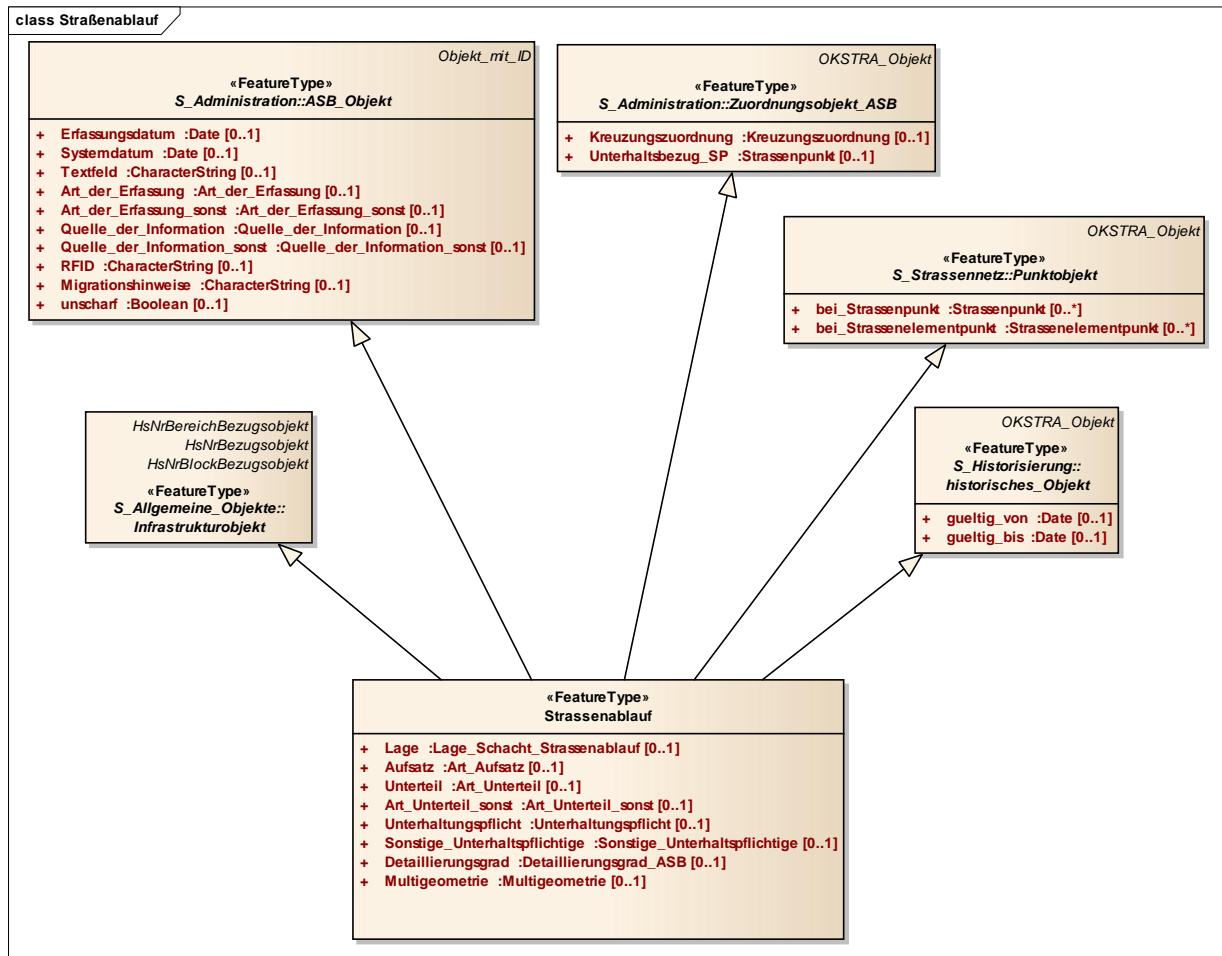 class Straßenablauf
Objekt_mit_ID
«FeatureType»
S_Administration::ASB_Objekt
+ Erfassungsdatum :Date [0..1]
+ Systemdatum :Date [0..1]
+ Textfeld :CharacterString [0..1]
+ Art_der_Erfassung :Art_der_Erfassung [0..1]
+ Art_der_Erfassung_sonst :Art_der_Erfassung_sonst [0..1]
+ Quelle_der_Information :Quelle_der_Information [0..1]
+ Quelle_der_Information_sonst :Quelle_der_Information_sonst [0..1]
+ RFID :CharacterString [0..1]
+ Migrationshinweise :CharacterString [0..1]
+ unscharf :Boolean [0..1]
OKSTRA_Objekt
«FeatureType»
S_Administration::Zuordnungsobjekt_ASB
+ Kreuzungszuordnung :Kreuzungszuordnung [0..1]
+ Unterhaltsbezug_SP :Strassenpunkt [0..1]
OKSTRA_Objekt
«FeatureType»
S_Strassennetz::Punktobjekt
+ bei_Strassenpunkt :Strassenpunkt [0..*]
+ bei_Strassenelementpunkt :Strassenelementpunkt [0..*]
HsNrBereichBezugsobjekt
HsNrBezugsobjekt
HsNrBlockBezugsobjekt
«FeatureType»
S_Allgemeine_Objekte::
Infrastrukturobjekt
OKSTRA_Objekt
«FeatureType»
S_Historisierung::
historisches_Objekt
+ gueltig_von :Date [0..1]
+ gueltig_bis :Date [0..1]
«FeatureType»
Strassenablauf
+ Lage :Lage_Schacht_Strassenablauf [0..1]
+ Aufsatz :Art_Aufsatz [0..1]
+ Unterteil :Art_Unterteil [0..1]
+ Art_Unterteil_sonst :Art_Unterteil_sonst [0..1]
+ Unterhaltungspflicht :Unterhaltungspflicht [0..1]
+ Sonstige_Unterhaltspflichtige :Sonstige_Unterhaltspflichtige [0..1]
+ Detaillierungsgrad :Detaillierungsgrad_ASB [0..1]
+ Multigeometrie :Multigeometrie [0..1]